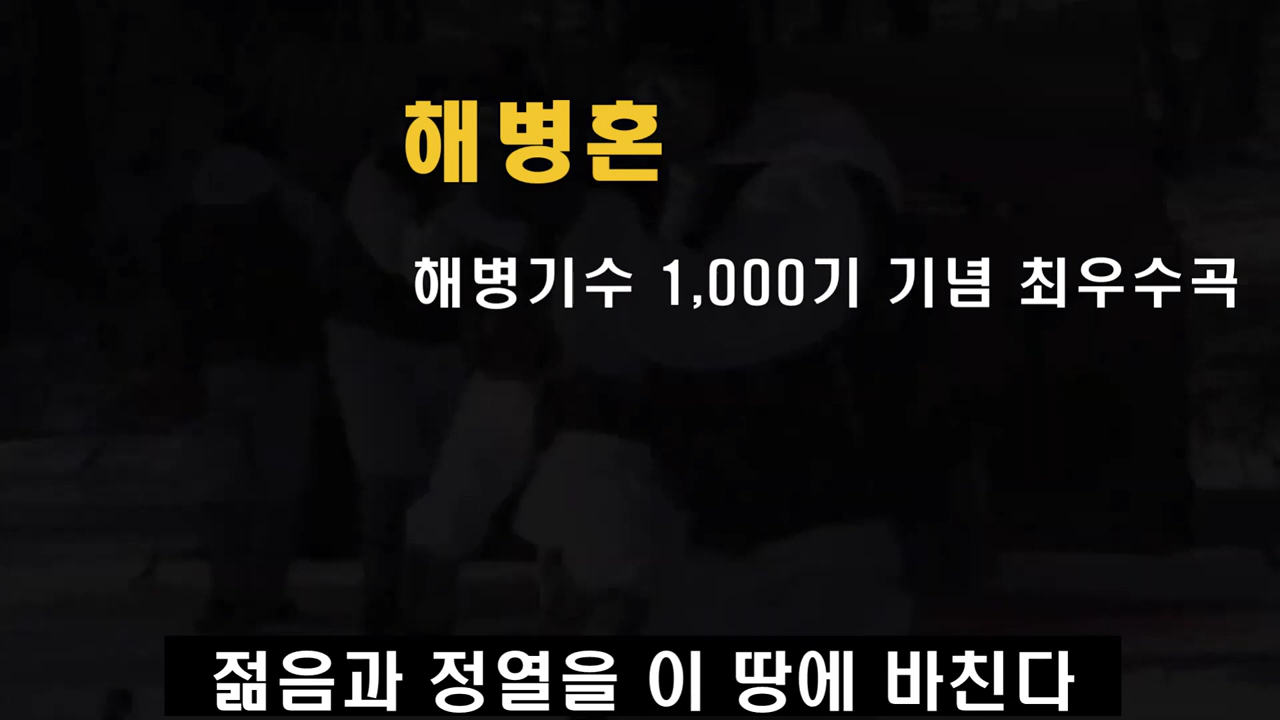 해병혼
해병기수 1,000기 기념 최우수곡
젊음과 정열을 이 땅에 바친다